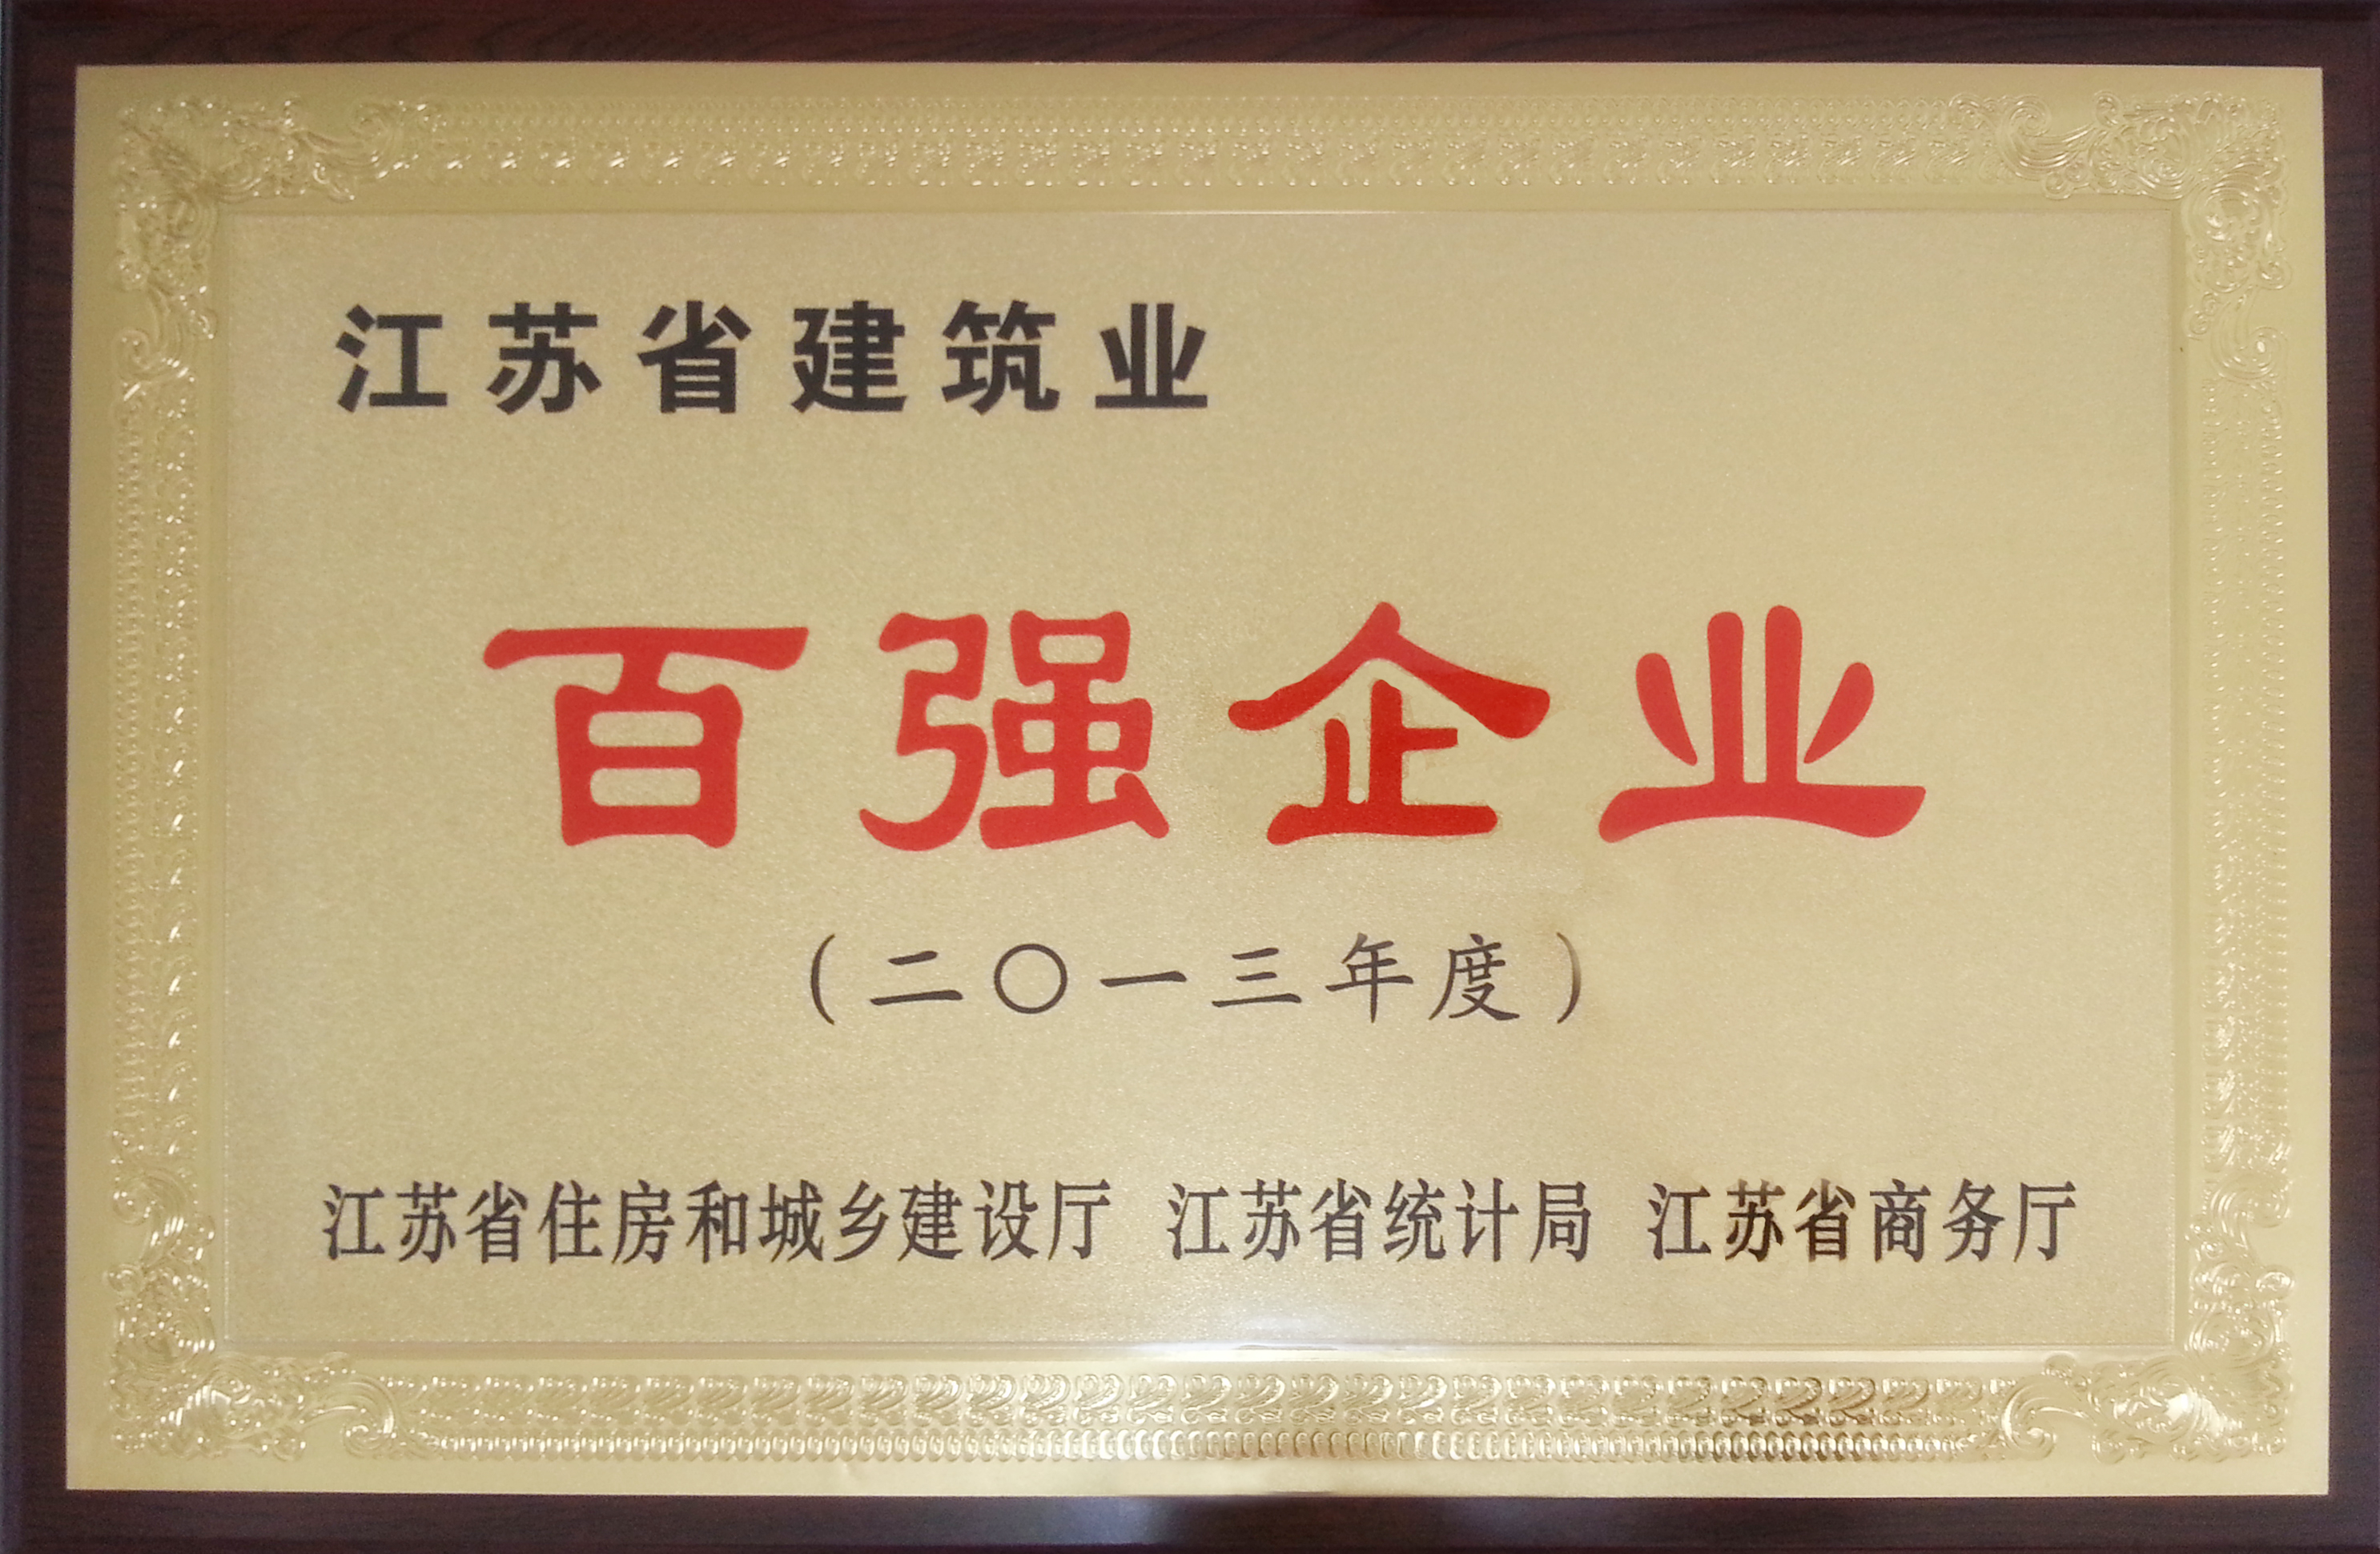 江苏省建筑业
百强企业
（二〇一三年度）
江苏省住房和城乡建设厅 江苏省统计局 江苏省商务厅